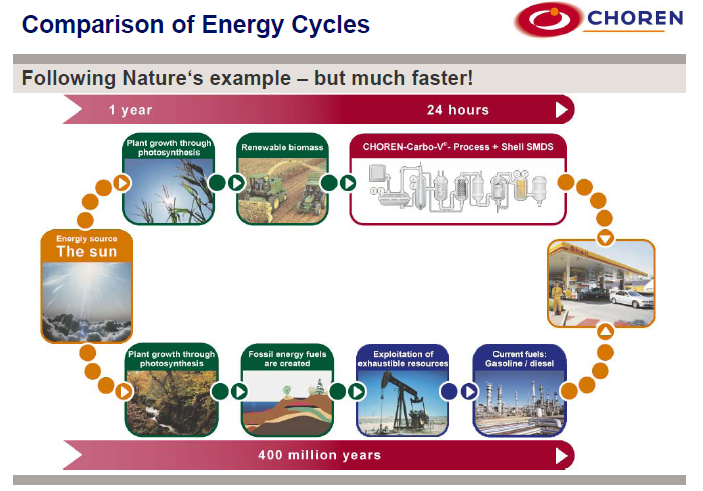 Comparison of Energy Cycles
CHOREN
Following Nature‘s example – but much faster!
1 year
24 hours
Plant growth through
photosynthesis
Renewable biomass
CHOREN-Carbo-V®- Process + Shell SMDS
Energiy source
The sun
Shell
Plant growth through
photosynthesis
Fossil energy fuels
are created
Exploitation of
exhaustible resources
Current fuels:
Gasoline / diesel
400 million years